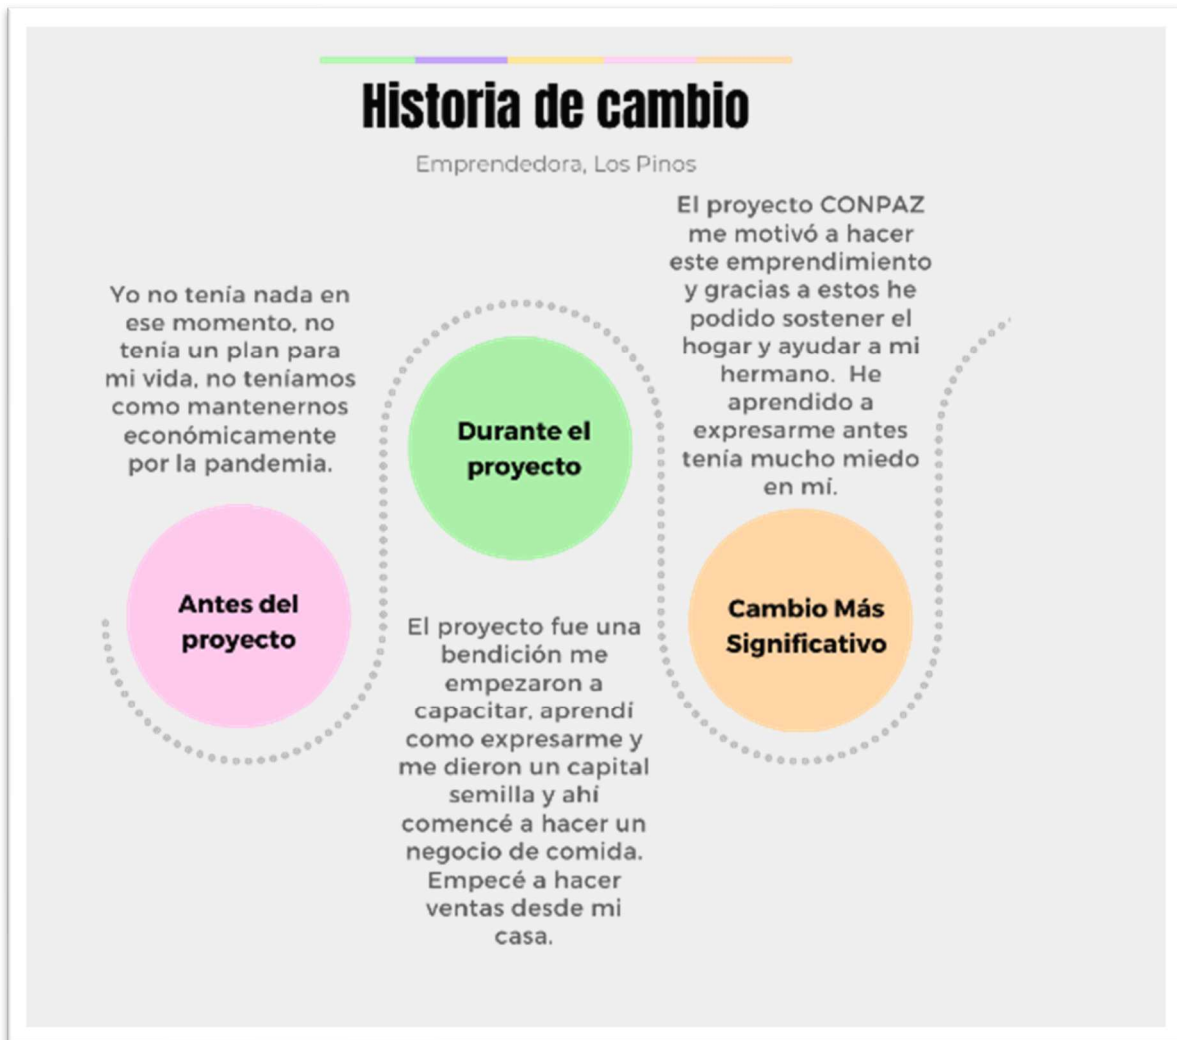 Historia de cambio
Emprendedora, Los Pinos
Yo no tenía nada en
ese momento, no
tenía un plan para
mi vida, no teníamos
como mantenernos
económicamente
por la pandemia.
Antes del
proyecto
Durante el
proyecto
El proyecto fue una
bendición me
empezaron a
capacitar, aprendí
como expresarme y
me dieron un capital
semilla y ahí
comencé a hacer un
negocio de comida.
Empecé a hacer
ventas desde mi
casa.
El proyecto CONPAZ
me motivó a hacer
este emprendimiento
y gracias a estos he
podido sostener el
hogar y ayudar a mi
hermano. He
aprendido a
expresarme antes
tenía mucho miedo
en mí.
Cambio Más
Significativo